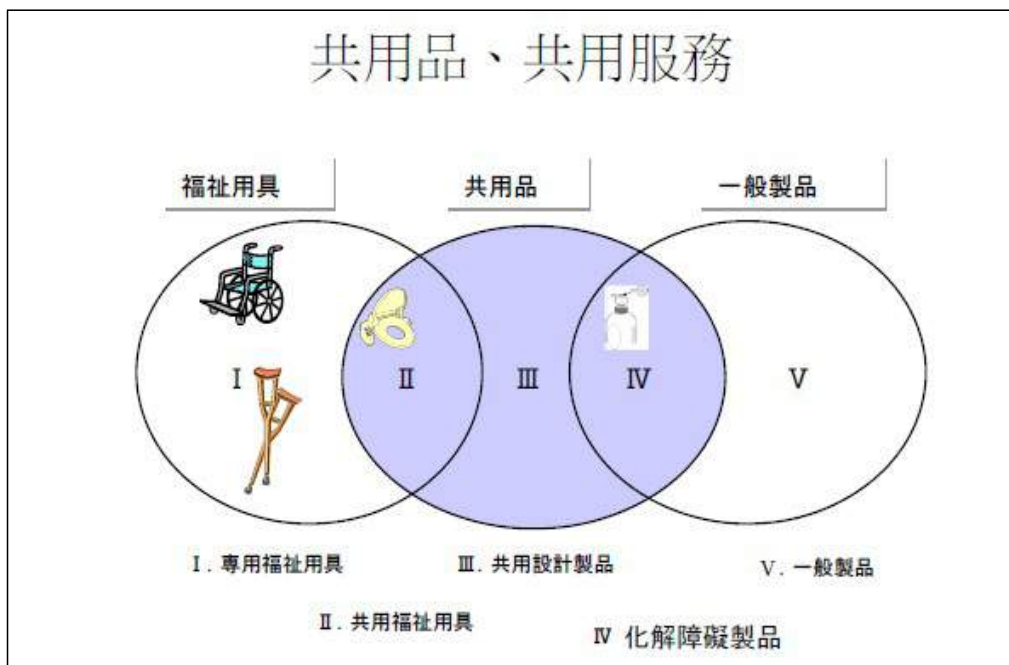 共用品、共用服務
福祉用具
共用品
一般製品
Ⅰ
Ⅱ
Ⅲ
Ⅳ
Ⅴ
Ⅰ. 專用福祉用具
Ⅲ. 共用設計製品
Ⅴ. 一般製品
Ⅱ. 共用福祉用具
Ⅳ 化解障礙製品